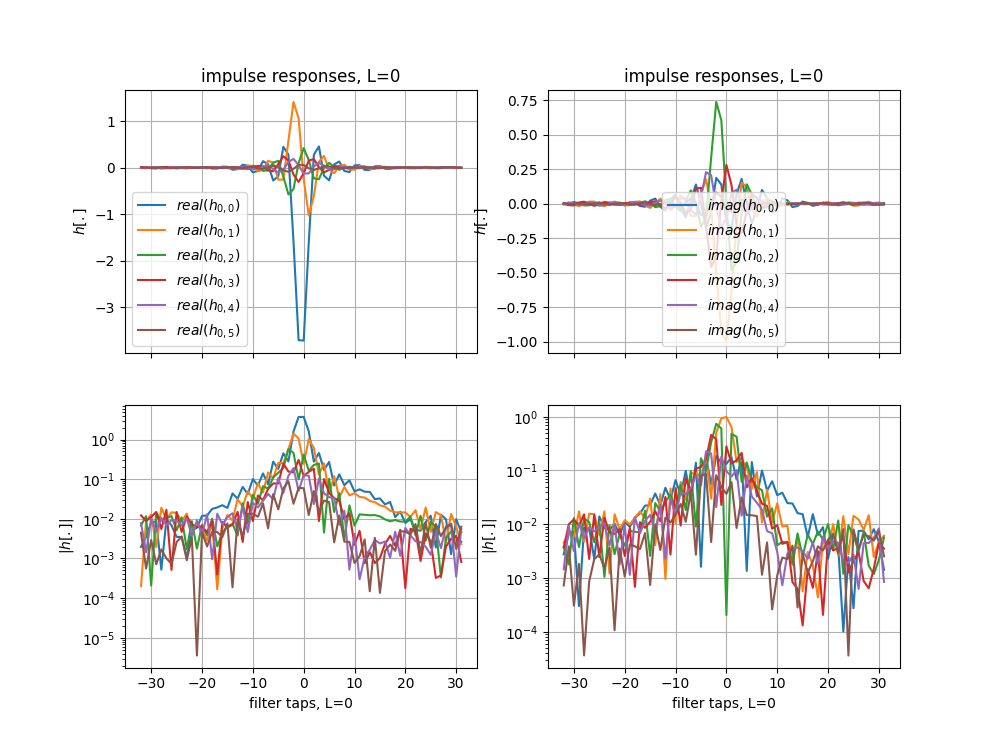 impulse responses, L=0
h[.]
1
0
−1
−2
−3
real(h0,0)
real(h0,1)
real(h0,2)
real(h0,3)
real(h0,4)
real(h0,5)
impulse responses, L=0
h[.]
0.75
0.50
0.25
0.00
−0.25
−0.50
−0.75
−1.00
imag(h0,0)
imag(h0,1)
imag(h0,2)
imag(h0,3)
imag(h0,4)
imag(h0,5)
|h[.]|
10^0
10^−1
10^−2
10^−3
10^−4
10^−5
−30 −20 −10 0 10 20 30
filter taps, L=0
|h[.]|
10^0
10^−1
10^−2
10^−3
10^−4
−30 −20 −10 0 10 20 30
filter taps, L=0